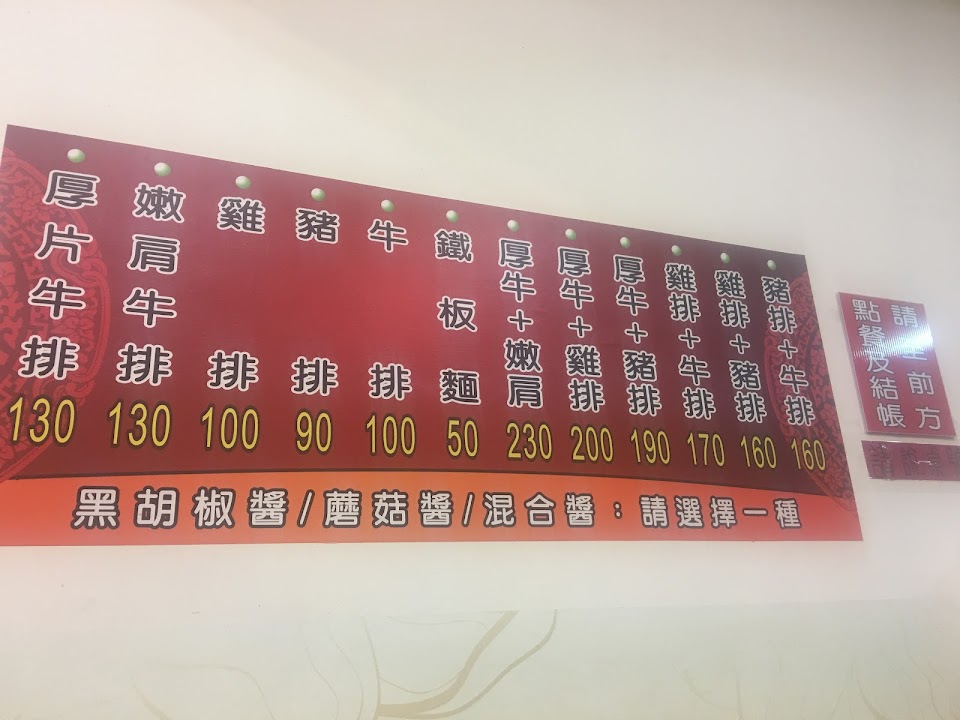 厚片牛排 130
嫩肩牛排 130
雞排 100
豬排 90
牛排 100
鐵板麵 50
厚牛+嫩肩 230
厚牛+雞排 200
厚牛+豬排 190
雞排+牛排 170
雞排+豬排 160
豬排+牛排 160
黑胡椒醬/蘑菇醬/混合醬：請選擇一種
請至前方
點餐及結帳